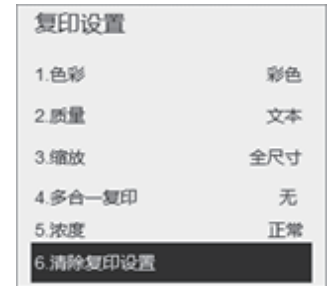 复印设置
1.色彩 彩色
2.质量 文本
3.缩放 全尺寸
4.多合一复印 无
5.浓度 正常
6.清除复印设置